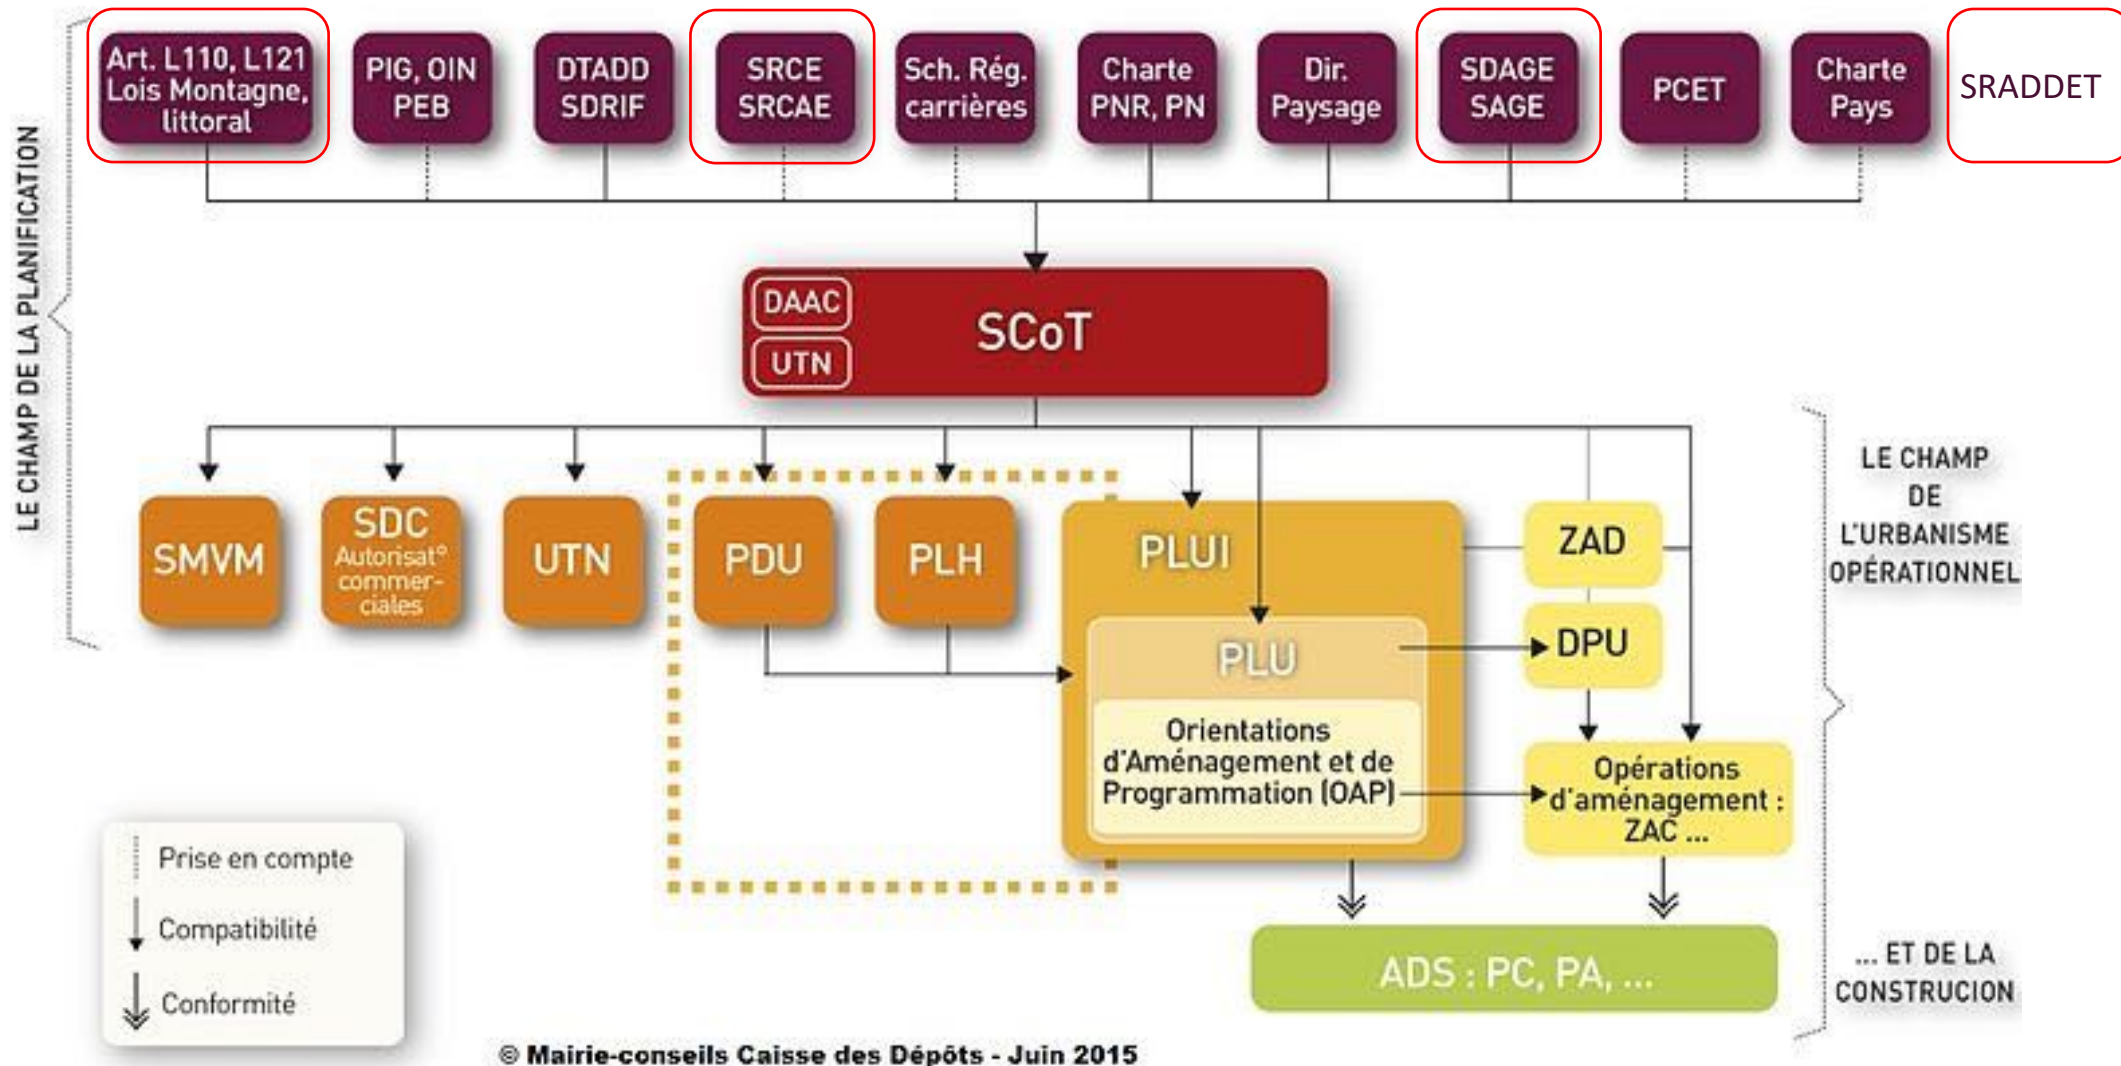 LE CHAMP DE LA PLANIFICATION
Art. L110, L121
Lois Montagne,
littoral
PIG, OIN
PEB
DTADD
SDRIF
SRCE
SRCAE
Sch. Rég.
carrières
Charte
PNR, PN
Dir.
Paysage
SDAGE
SAGE
PCET
Charte
Pays
SRADDET
DAAC
UTN
SCoT
SMVM
SDC
Autorisat°
commer-
ciales
UTN
PDU
PLH
PLUI
PLU
Orientations
d'Aménagement et de
Programmation (OAP)
ZAD
DPU
Opérations
d'aménagement :
ZAC ...
LE CHAMP
DE
L'URBANISME
OPÉRATIONNEL
ADS : PC, PA, ...
... ET DE LA
CONSTRUCION
Prise en compte
Compatibilité
Conformité
© Mairie-conseils Caisse des Dépôts - Juin 2015